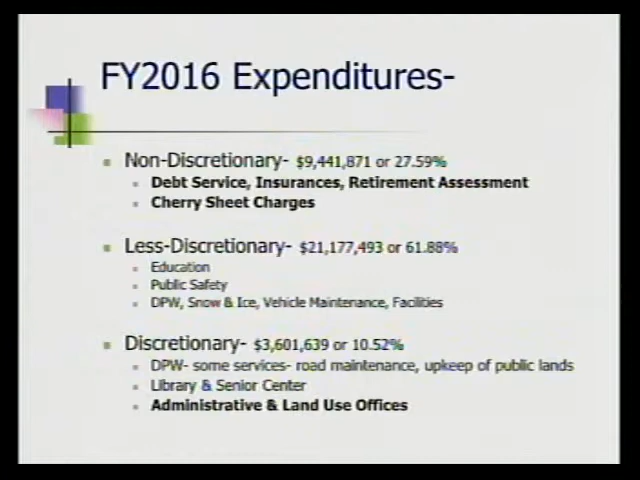 FY2016 Expenditures-
Non-Discretionary- $9,441,871 or 27.59%
Debt Service, Insurances, Retirement Assessment
Cherry Sheet Charges
Less-Discretionary- $21,177,493 or 61.88%
Education
Public Safety
DPW, Snow & Ice, Vehicle Maintenance, Facilities
Discretionary- $3,601,639 or 10.52%
DPW- some services- road maintenance, upkeep of public lands
Library & Senior Center
Administrative & Land Use Offices